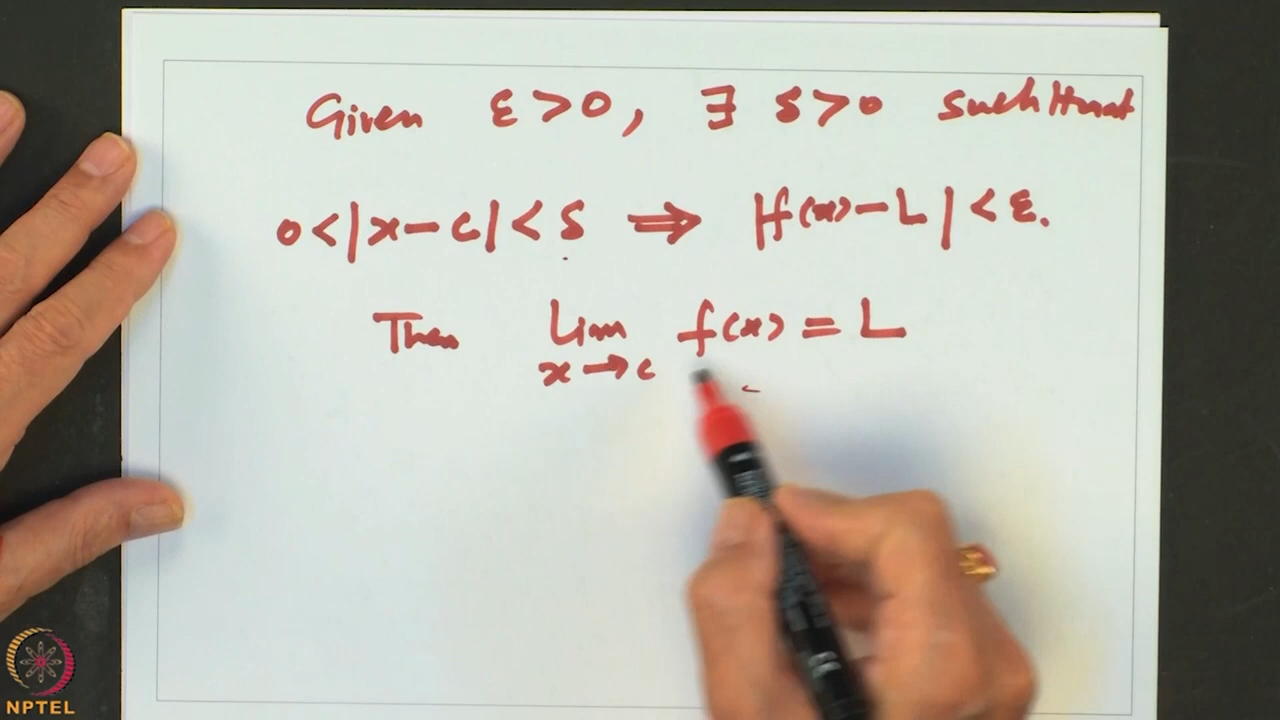 Given ε>0, ∃ δ>0 such that
0<|x-c|<δ ⇒ |f(x)-L|<ε.
Then Lim f(x) = L
x→c
NPTEL